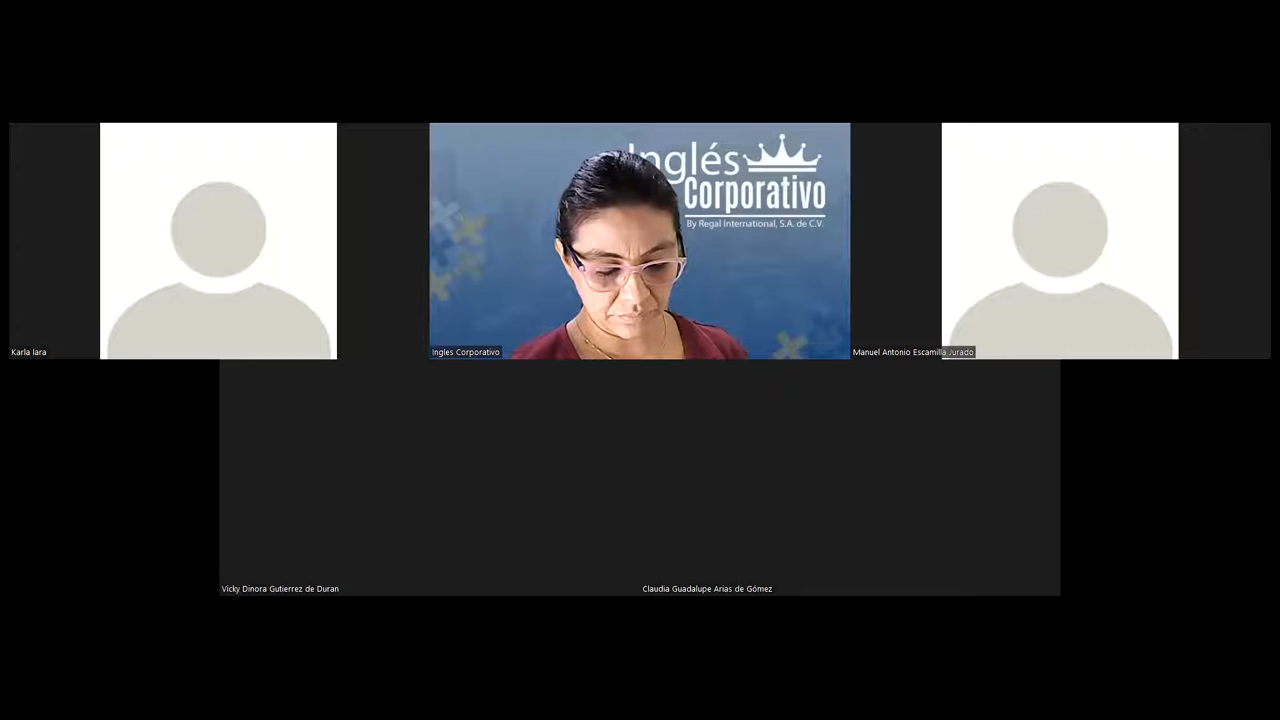 Inglés
Corporativo
By Regal International, S.A. de C.V.
Karla lara
Ingles Corporativo
Manuel Antonio Escamilla Jurado
Vicky Dinora Gutierrez de Duran
Claudia Guadalupe Arias de Gómez